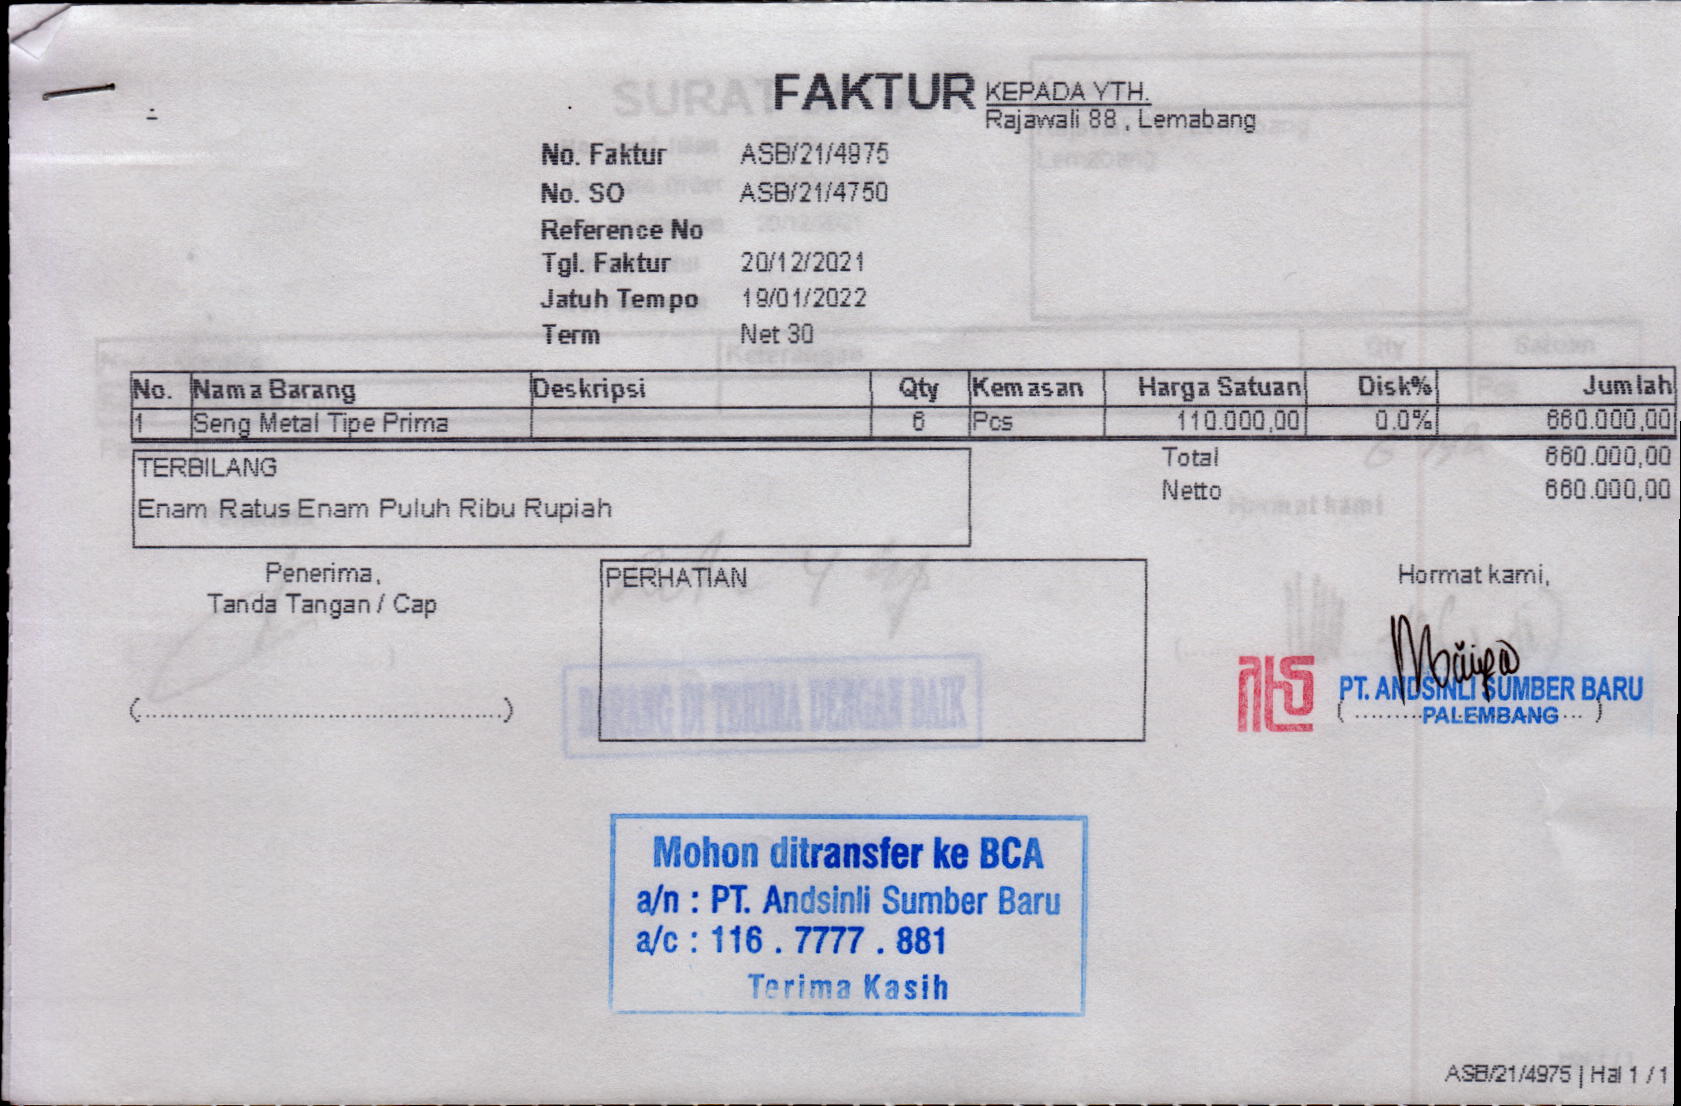 FAKTUR
KEPADA YTH.
Rajawali 88 , Lemabang
No. Faktur ASB/21/4975
No. SO ASB/21/4750
Reference No
Tgl. Faktur 20/12/2021
Jatuh Tempo 19/01/2022
Term Net 30
No. Nama Barang Deskripsi Qty Kemasan Harga Satuan Disk% Jumlah
1 Seng Metal Tipe Prima 6 Pcs 110.000,00 0.0% 660.000,00
TERBILANG
Enam Ratus Enam Puluh Ribu Rupiah
Total 660.000,00
Netto 660.000,00
Penerima,
Tanda Tangan / Cap
(...............................................)
PERHATIAN
Hormat kami,
PT. ANDSINLI SUMBER BARU
PALEMBANG
BARANG DI TERIMA DENGAN BAIK
Mohon ditransfer ke BCA
a/n : PT. Andsinli Sumber Baru
a/c : 116 . 7777 . 881
Terima Kasih
ASB/21/4975 | Hal 1 / 1